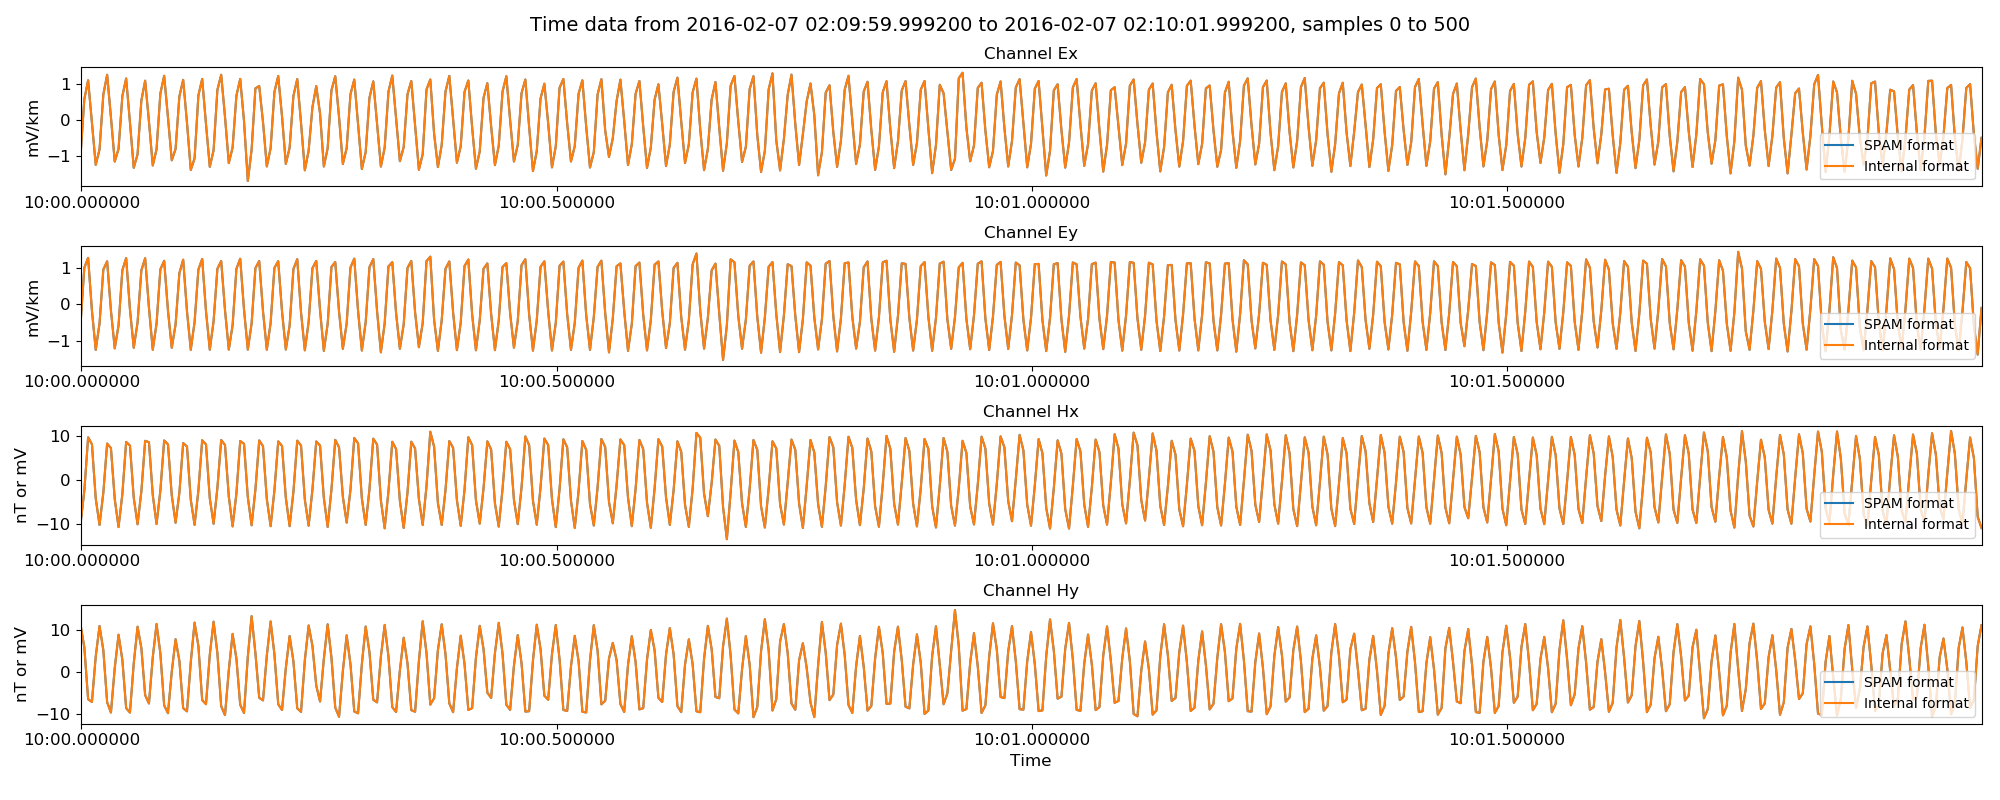 Time data from 2016-02-07 02:09:59.999200 to 2016-02-07 02:10:01.999200, samples 0 to 500
Channel Ex
mV/km
1
0
−1
SPAM format
Internal format
10:00.000000 10:00.500000 10:01.000000 10:01.500000
Channel Ey
mV/km
1
0
−1
SPAM format
Internal format
10:00.000000 10:00.500000 10:01.000000 10:01.500000
Channel Hx
nT or mV
10
0
−10
SPAM format
Internal format
10:00.000000 10:00.500000 10:01.000000 10:01.500000
Channel Hy
nT or mV
10
0
−10
SPAM format
Internal format
10:00.000000 10:00.500000 10:01.000000 10:01.500000
Time